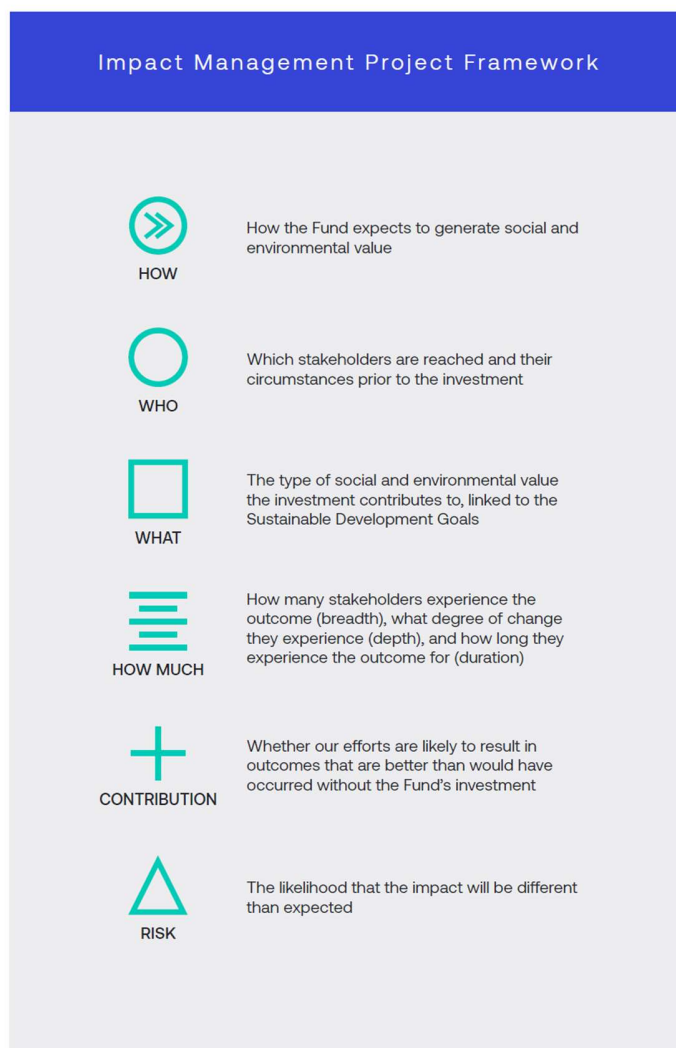 Impact Management Project Framework
HOW
How the Fund expects to generate social and
environmental value
WHO
Which stakeholders are reached and their
circumstances prior to the investment
WHAT
The type of social and environmental value
the investment contributes to, linked to the
Sustainable Development Goals
HOW MUCH
How many stakeholders experience the
outcome (breadth), what degree of change
they experience (depth), and how long they
experience the outcome for (duration)
CONTRIBUTION
Whether our efforts are likely to result in
outcomes that are better than would have
occurred without the Fund’s investment
RISK
The likelihood that the impact will be different
than expected